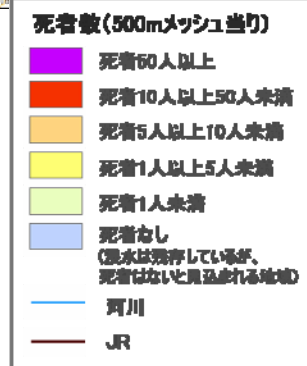 死者数(500mメッシュ当り)
死者50人以上
死者10人以上50人未満
死者5人以上10人未満
死者1人以上5人未満
死者1人未満
死者なし
(浸水は残存しているが、
死者はないと見込まれる地域)
河川
JR